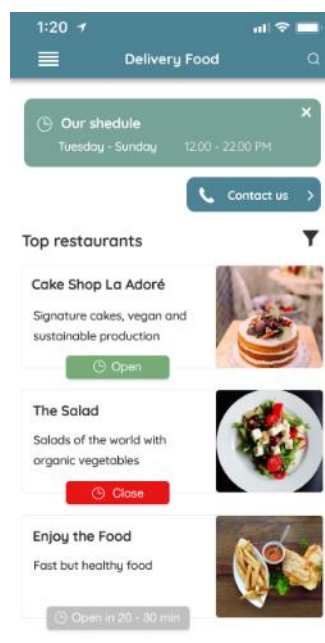 1:20
Delivery Food
Our shedule
Tuesday - Sunday 12.00 - 22.00 PM
Contact us
Top restaurants
Cake Shop La Adoré
Signature cakes, vegan and
sustainable production
Open
The Salad
Salads of the world with
organic vegetables
Close
Enjoy the Food
Fast but healthy food
Open in 20 - 30 min